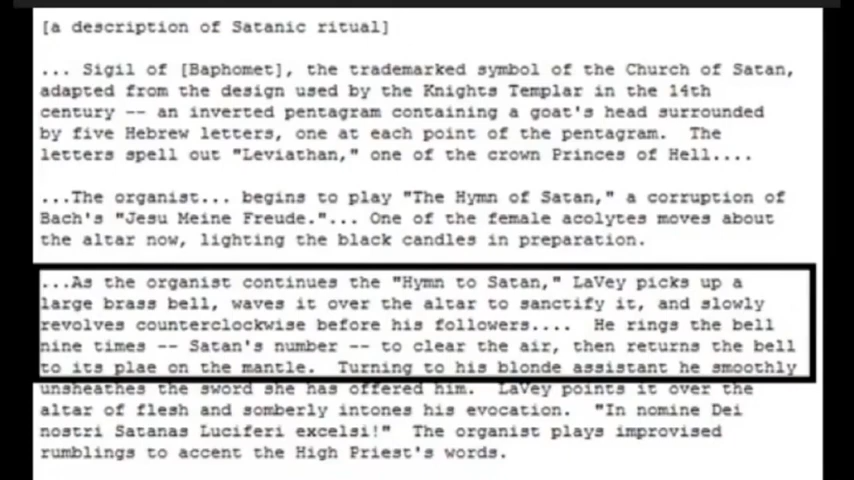 [a description of Satanic ritual]
... Sigil of [Baphomet], the trademarked symbol of the Church of Satan,
adapted from the design used by the Knights Templar in the 14th
century -- an inverted pentagram containing a goat's head surrounded
by five Hebrew letters, one at each point of the pentagram. The
letters spell out "Leviathan," one of the crown Princes of Hell....
...The organist... begins to play "The Hymn of Satan," a corruption of
Bach's "Jesu Meine Freude."... One of the female acolytes moves about
the altar now, lighting the black candles in preparation.
...As the organist continues the "Hymn to Satan," LaVey picks up a
large brass bell, waves it over the altar to sanctify it, and slowly
revolves counterclockwise before his followers.... He rings the bell
nine times -- Satan's number -- to clear the air, then returns the bell
to its plae on the mantle. Turning to his blonde assistant he smoothly
unsheathes the sword she has offered him. LaVey points it over the
altar of flesh and somberly intones his evocation. "In nomine Dei
nostri Satanas Luciferi excelsi!" The organist plays improvised
rumblings to accent the High Priest's words.